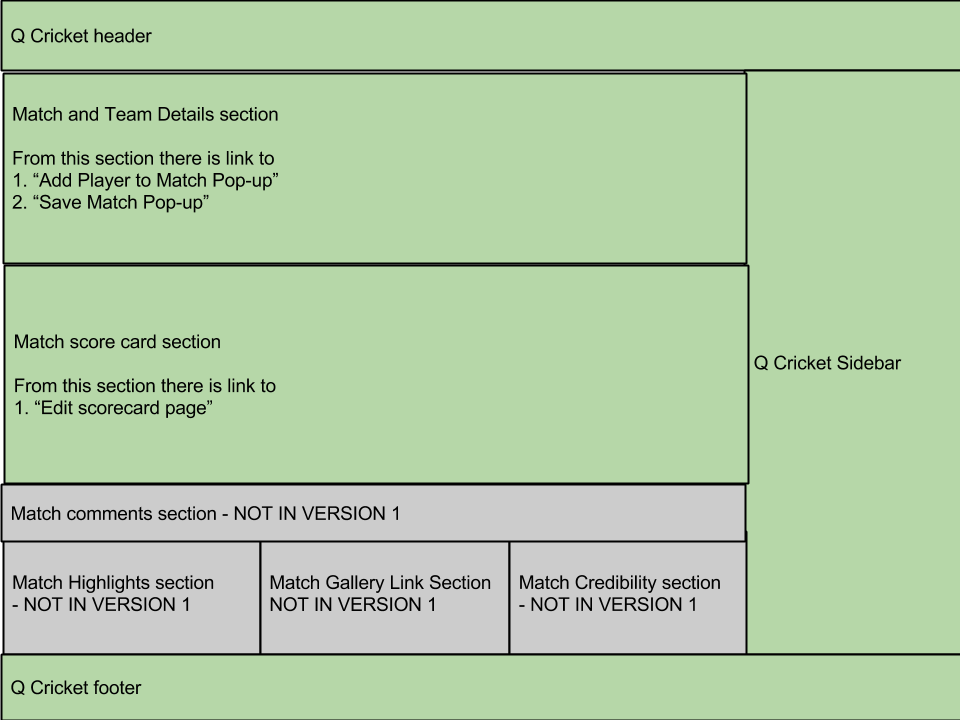 Q Cricket header
Match and Team Details section
From this section there is link to
1. “Add Player to Match Pop-up”
2. “Save Match Pop-up”
Match score card section
From this section there is link to
1. “Edit scorecard page”
Q Cricket Sidebar
Match comments section - NOT IN VERSION 1
Match Highlights section
- NOT IN VERSION 1
Match Gallery Link Section
NOT IN VERSION 1
Match Credibility section
- NOT IN VERSION 1
Q Cricket footer